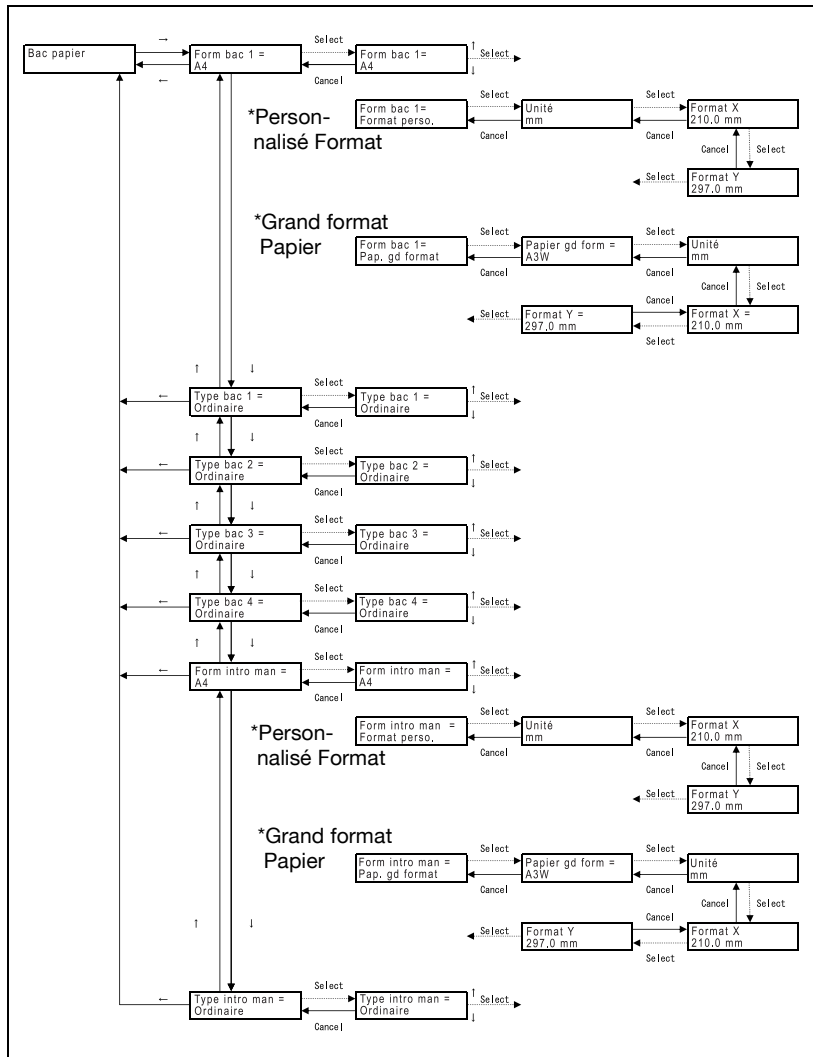 → Select
Bac papier Form bac 1 = Form bac 1= ↑ Select
A4 A4
← Cancel ↓
*Person-
nalisé Format
Select Select
Form bac 1= Unité Format X
Format perso. mm 210.0 mm
Cancel Cancel
Cancel Select
Select Format Y
297.0 mm
*Grand format
Papier
Select Select
Form bac 1= Papier gd form = Unité
Pap. gd format A3W mm
Cancel Cancel
Cancel Cancel Select
Select Format Y = Format X =
297.0 mm 210.0 mm
Select
↑ ↓
Select
← Type bac 1 = Type bac 1 = ↑ Select
Ordinaire Ordinaire ↓
Cancel
↑ ↓
Select
← Type bac 2 = Type bac 2 = ↑ Select
Ordinaire Ordinaire ↓
Cancel
↑ ↓
Select
← Type bac 3 = Type bac 3 = ↑ Select
Ordinaire Ordinaire ↓
Cancel
↑ ↓
Select
← Type bac 4 = Type bac 4 = ↑ Select
Ordinaire Ordinaire ↓
Cancel
↑ ↓
Select
← Form intro man = Form intro man = ↑ Select
A4 A4 ↓
Cancel
*Person-
nalisé Format
Select Select
Form intro man = Unité Format X
Format perso. mm 210.0 mm
Cancel Cancel
Cancel Select
Select Format Y
297.0 mm
*Grand format
Papier
Select Select
Form intro man = Papier gd form = Unité
Pap. gd format A3W mm
Cancel Cancel
Cancel Cancel Select
Select Format Y Format X =
297.0 mm 210.0 mm
Select
↑ ↓
Select
← Type intro man = Type intro man = ↑ Select
Ordinaire Ordinaire ↓
Cancel